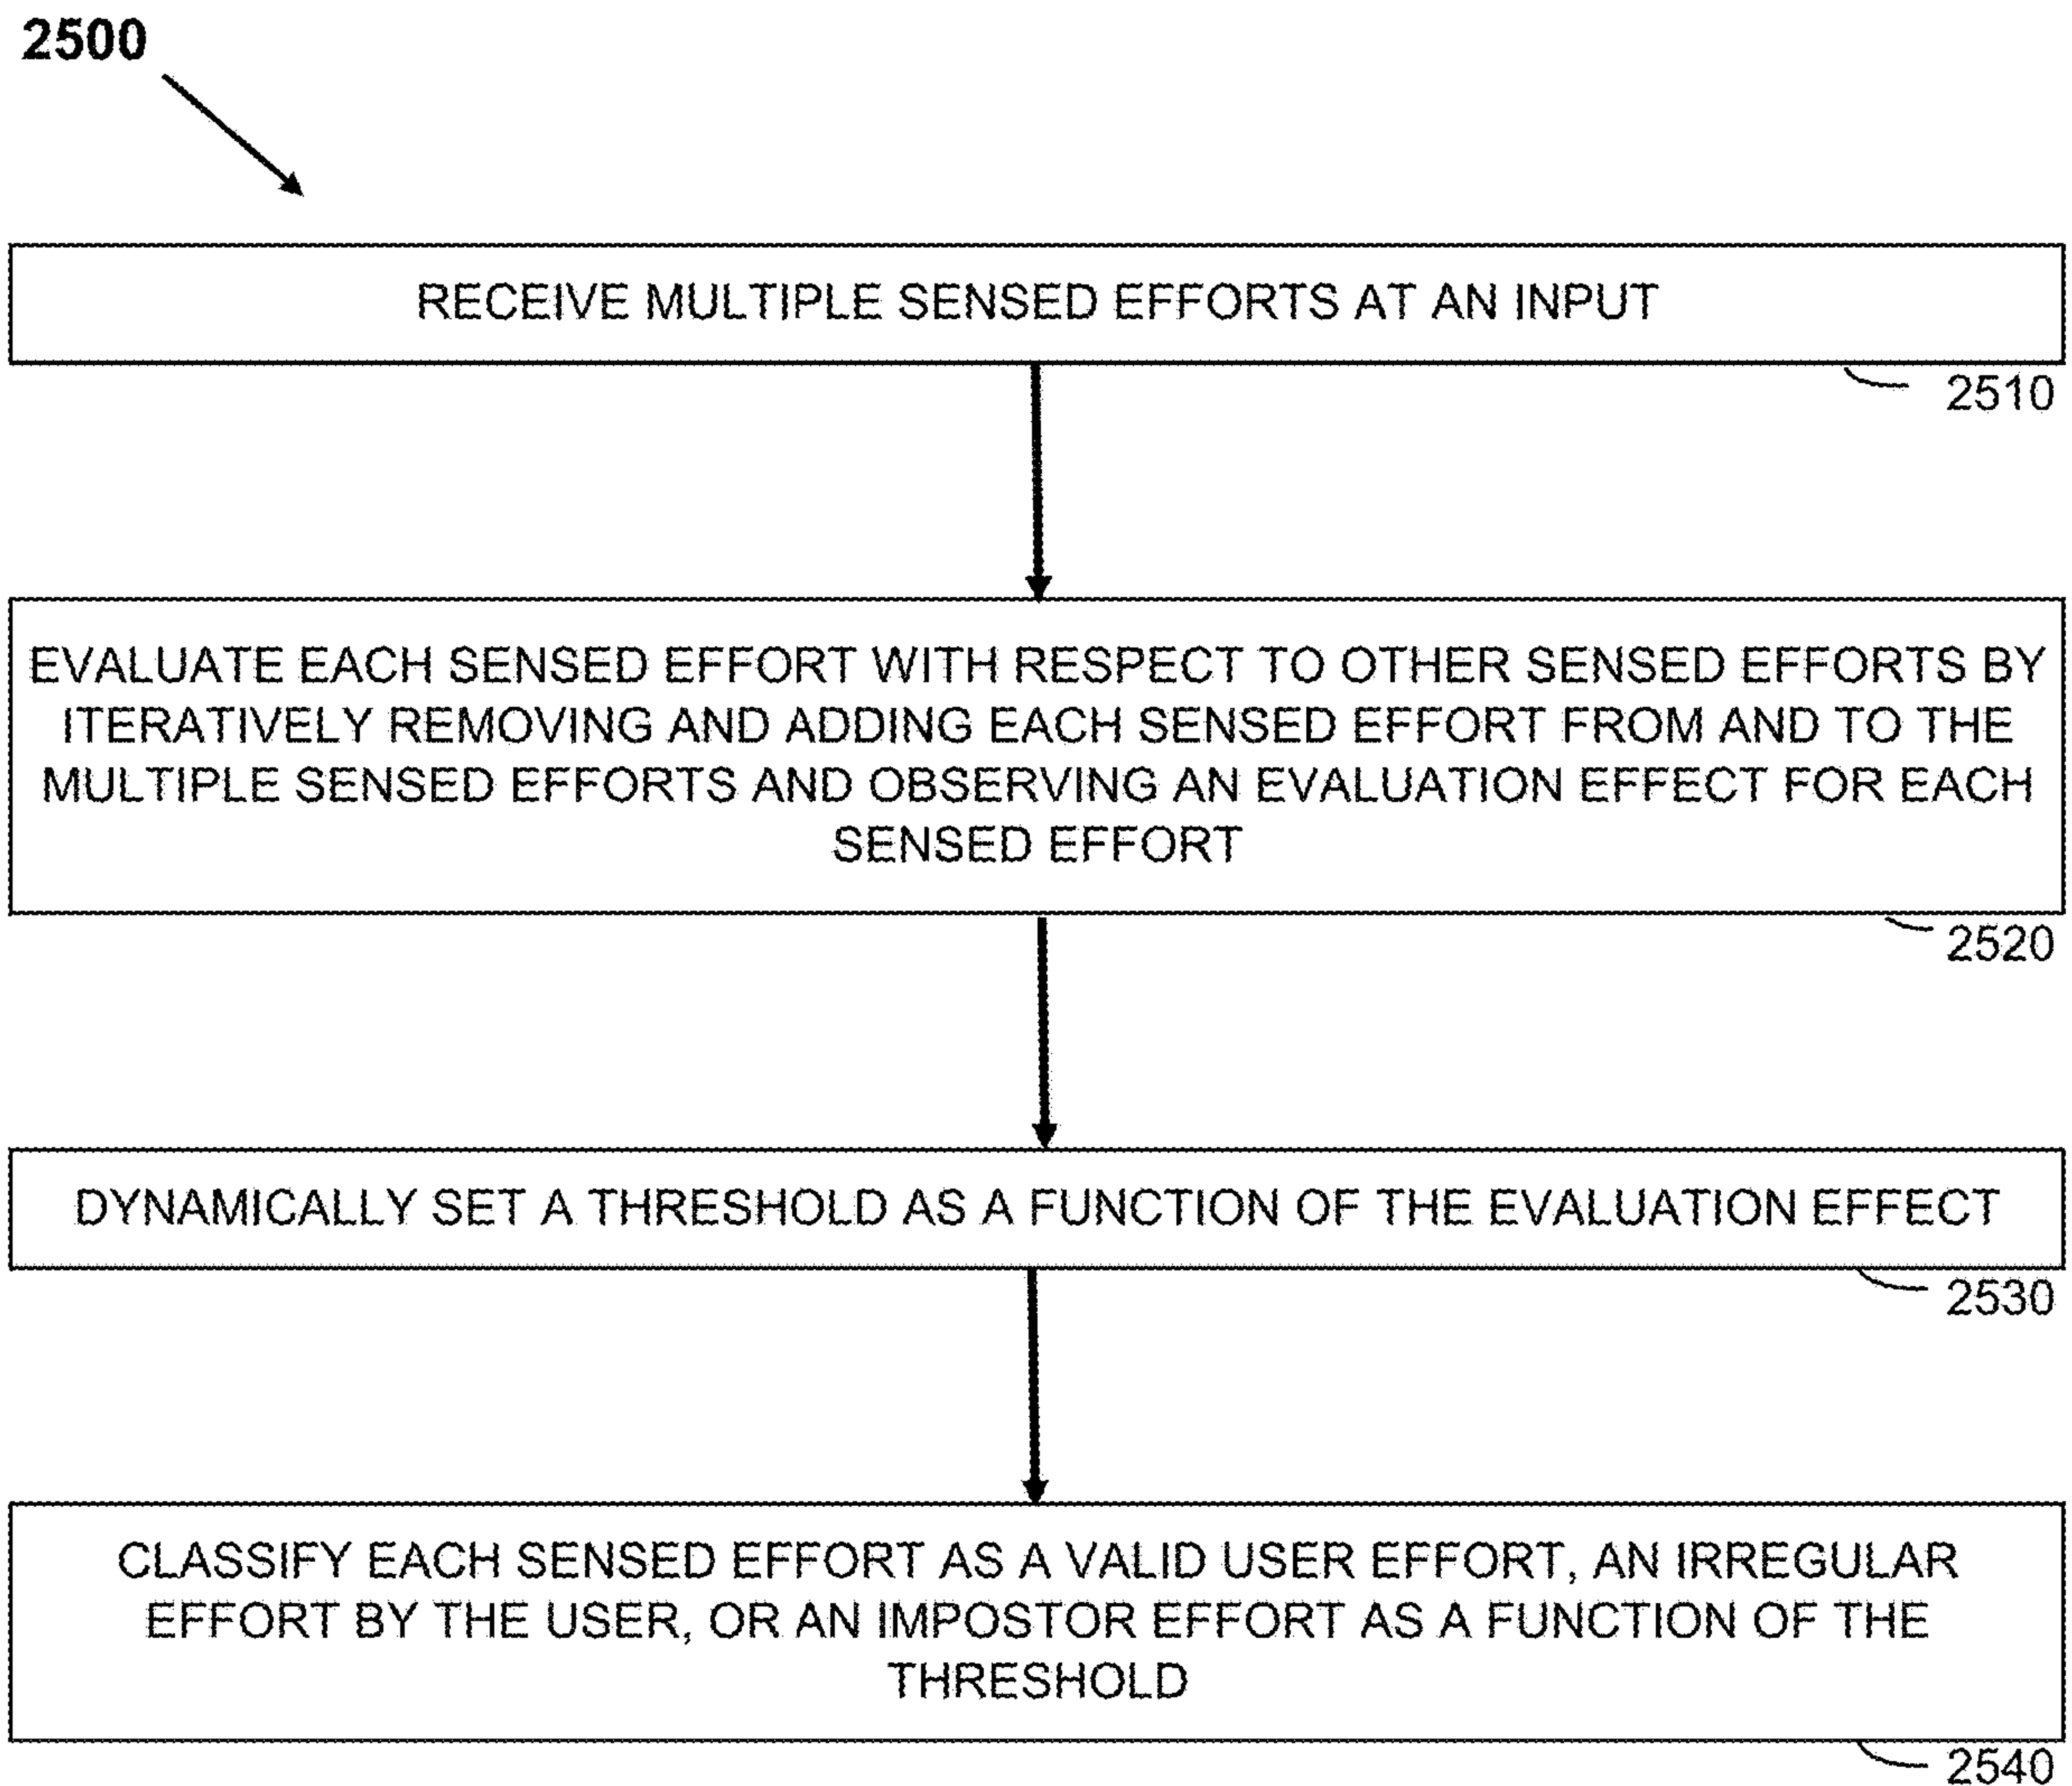 2500
RECEIVE MULTIPLE SENSED EFFORTS AT AN INPUT
2510
EVALUATE EACH SENSED EFFORT WITH RESPECT TO OTHER SENSED EFFORTS BY
ITERATIVELY REMOVING AND ADDING EACH SENSED EFFORT FROM AND TO THE
MULTIPLE SENSED EFFORTS AND OBSERVING AN EVALUATION EFFECT FOR EACH
SENSED EFFORT
2520
DYNAMICALLY SET A THRESHOLD AS A FUNCTION OF THE EVALUATION EFFECT
2530
CLASSIFY EACH SENSED EFFORT AS A VALID USER EFFORT, AN IRREGULAR
EFFORT BY THE USER, OR AN IMPOSTOR EFFORT AS A FUNCTION OF THE
THRESHOLD
2540